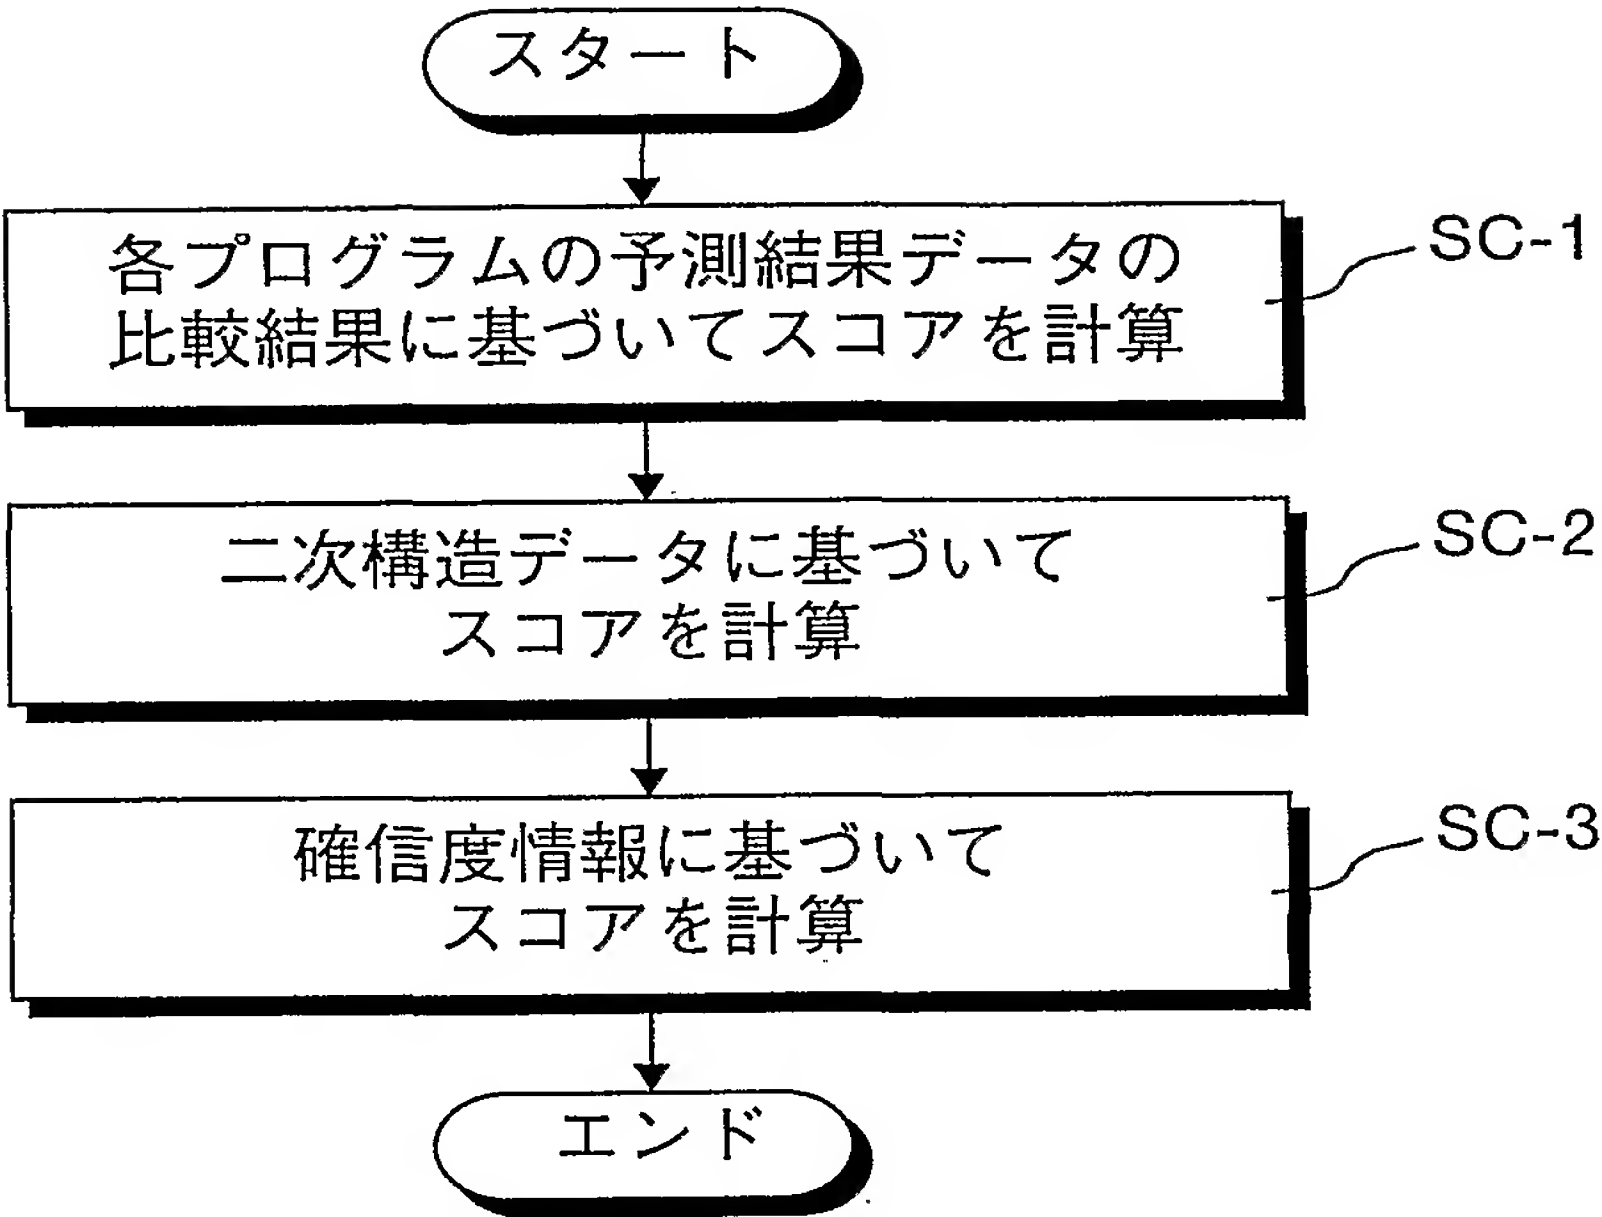 スタート
各プログラムの予測結果データの
比較結果に基づいてスコアを計算
SC-1
二次構造データに基づいて
スコアを計算
SC-2
確信度情報に基づいて
スコアを計算
SC-3
エンド